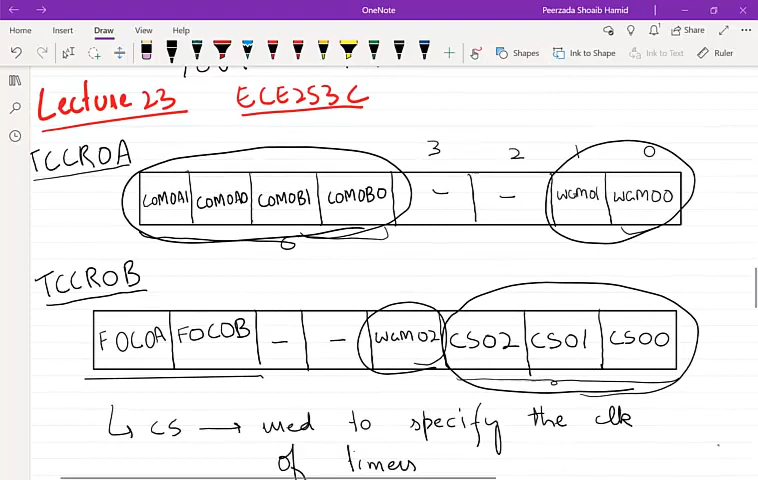 OneNote
Peerzada Shoaib Hamid
Home Insert Draw View Help
Share
Shapes Ink to Shape Ink to Text Ruler
Lecture 23 ECE253C
TCCR0A
3 2 1 0
COM0A1 COM0A0 COM0B1 COM0B0 - - WGM01 WGM00
TCCR0B
FOC0A FOC0B - - WGM02 CS02 CS01 CS00
↳ CS → used to specify the clk
of timers